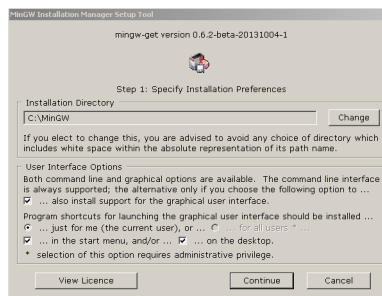 MinGW Installation Manager Setup Tool
mingw-get version 0.6.2-beta-20131004-1
Step 1: Specify Installation Preferences
Installation Directory
C:\MinGW
Change
If you elect to change this, you are advised to avoid any choice of directory which
includes white space within the absolute representation of its path name.
User Interface Options
Both command line and graphical options are available. The command line interface
is always supported; the alternative only if you choose the following option to ...
... also install support for the graphical user interface.
Program shortcuts for launching the graphical user interface should be installed ...
... just for me (the current user), or ... ... for all users * ...
... in the start menu, and/or ... ... on the desktop.
* selection of this option requires administrative privilege.
View Licence Continue Cancel